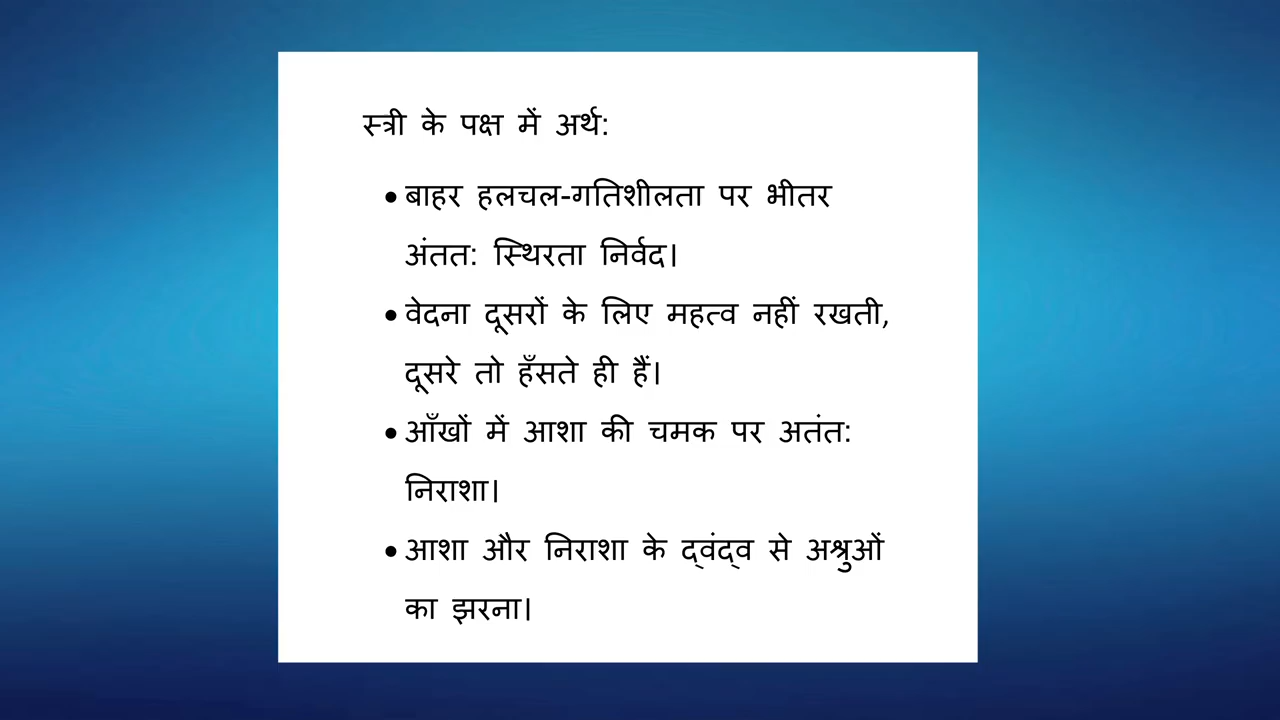 स्त्री के पक्ष में अर्थ:
• बाहर हलचल-गतिशीलता पर भीतर
अंतत: स्थिरता निर्वद।
• वेदना दूसरों के लिए महत्व नहीं रखती,
दूसरे तो हँसते ही हैं।
• आँखों में आशा की चमक पर अतंत:
निराशा।
• आशा और निराशा के द्‌वंद्‌व से अश्रुओं
का झरना।